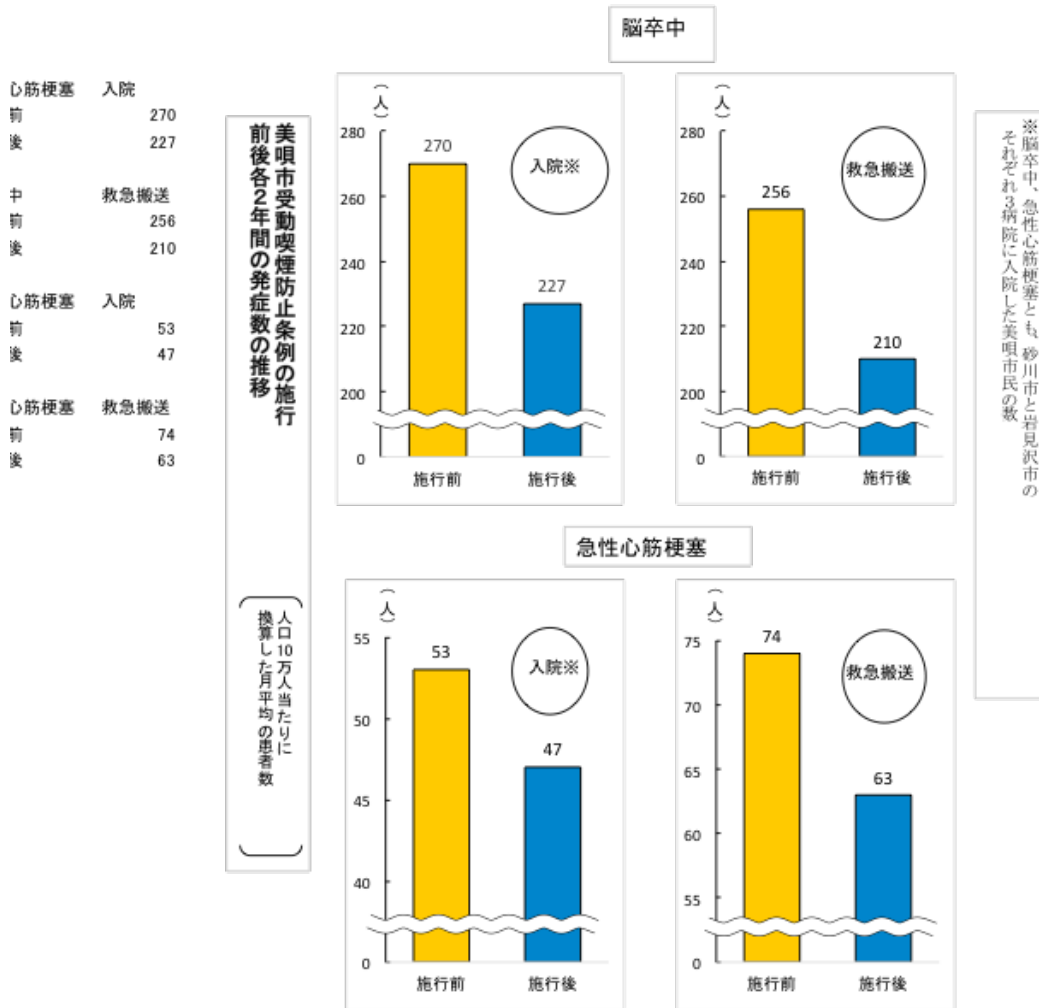 心筋梗塞 入院
前 270
後 227
中 救急搬送
前 256
後 210
心筋梗塞 入院
前 53
後 47
心筋梗塞 救急搬送
前 74
後 63
美唄市受動喫煙防止条例の施行
前後各2年間の発症数の推移
人口10万人当たりに
換算した月平均の患者数
脳卒中
(人)
280
260
240
220
200
0
270
227
入院※
施行前 施行後
(人)
280
260
240
220
200
0
256
210
救急搬送
施行前 施行後
急性心筋梗塞
(人)
55
50
45
40
0
53
47
入院※
施行前 施行後
(人)
75
70
65
60
55
0
74
63
救急搬送
施行前 施行後
※脳卒中、急性心筋梗塞とも、砂川市と岩見沢市の
それぞれ3病院に入院した美唄市民の数